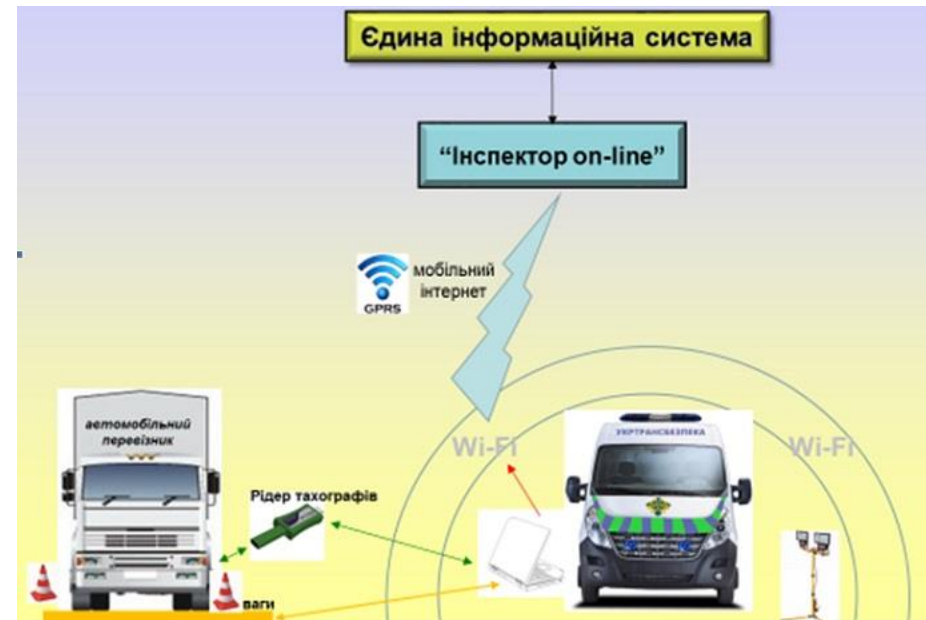 Єдина інформаційна система
“Інспектор on-line”
мобільний
інтернет
GPRS
автомобільний
перевізник
УКРТРАНСБЕЗПЕКА
Wi-Fi
Wi-Fi
Рідер тахографів
ваги